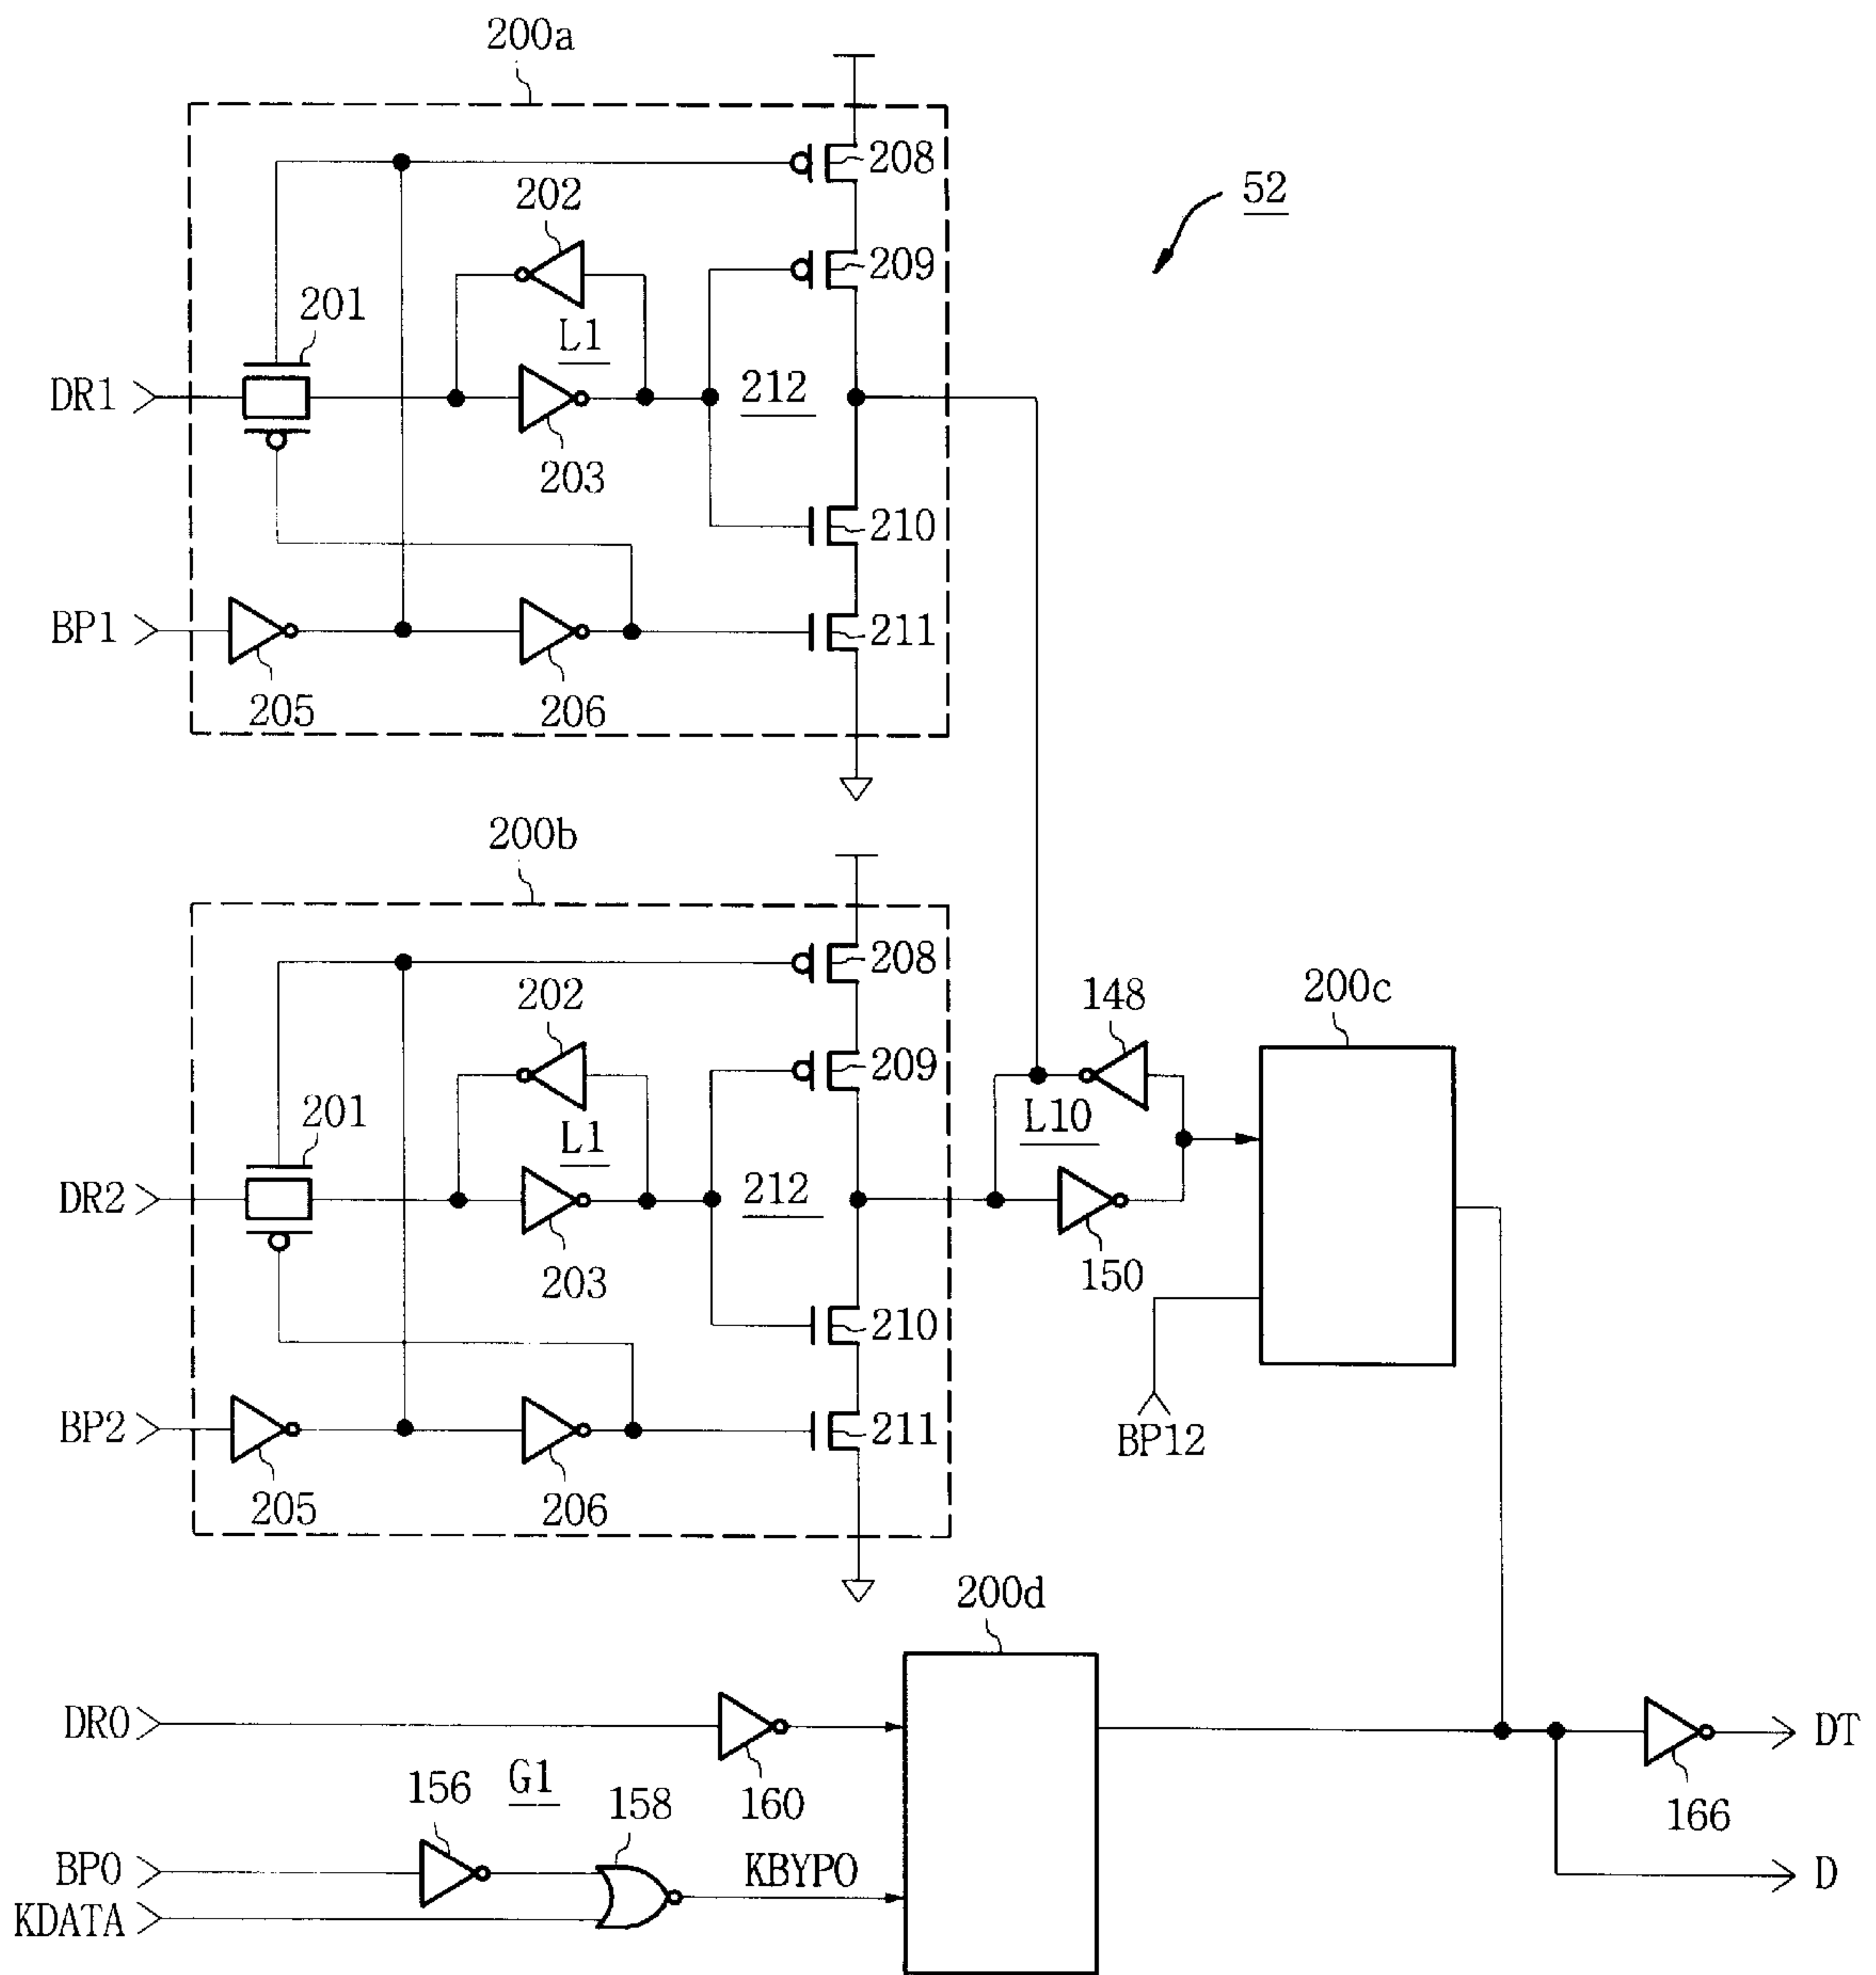 200a
208
52
202
209
201
L1
DR1
212
203
210
BP1
211
205
206
200b
208
200c
202
148
209
201
L1
L10
DR2
212
203
150
210
BP2
211
BP12
205
206
200d
DR0
160
DT
G1
156
158
166
BP0
KBYP0
D
KDATA